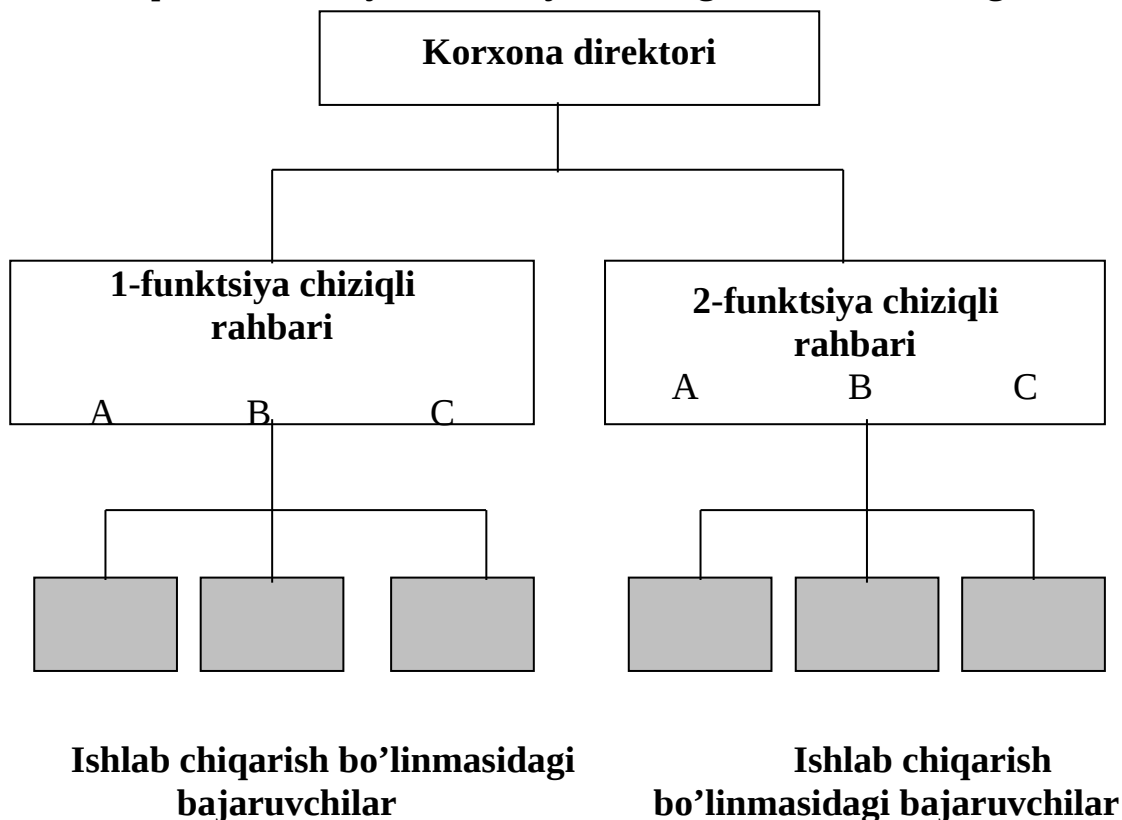 Korxona direktori
1-funktsiya chiziqli
rahbari
A B C
2-funktsiya chiziqli
rahbari
A B C
Ishlab chiqarish bo’linmasidagi
bajaruvchilar
Ishlab chiqarish
bo’linmasidagi bajaruvchilar